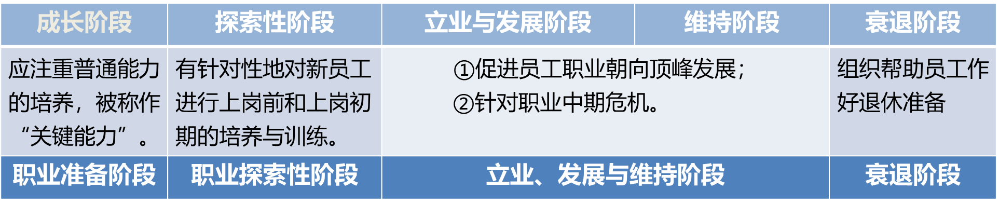 成长阶段
探索性阶段
立业与发展阶段
维持阶段
衰退阶段
应注重普通能力
的培养，被称作
“关键能力”。
有针对性地对新员工
进行上岗前和上岗初
期的培养与训练。
①促进员工职业朝向顶峰发展；
②针对职业中期危机。
组织帮助员工作
好退休准备
职业准备阶段
职业探索性阶段
立业、发展与维持阶段
衰退阶段